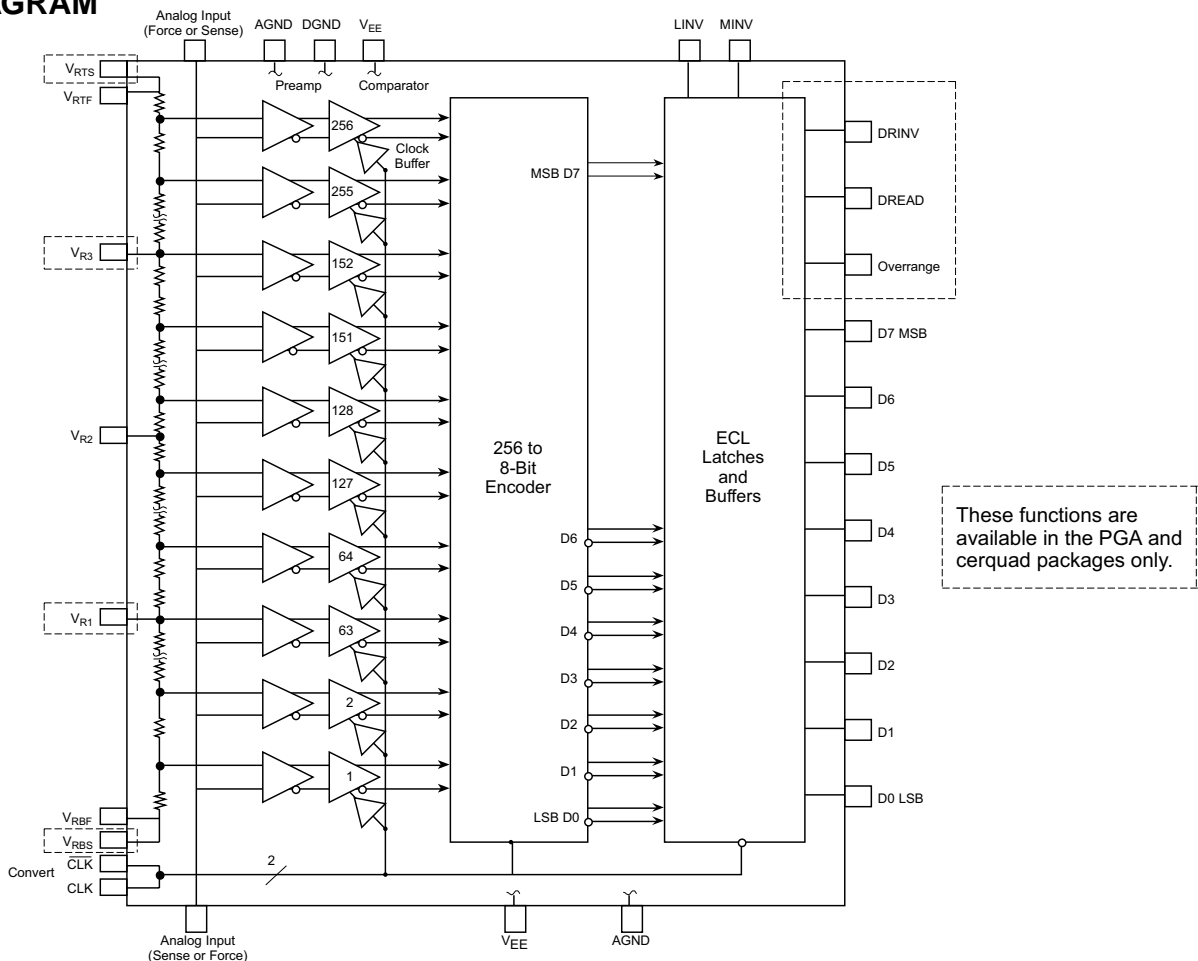 AGRAM
Analog Input
(Force or Sense)
AGND
DGND
VEE
LINV
MINV
VRTS
VRTF
Preamp
Comparator
256
Clock
Buffer
DRINV
MSB D7
255
DREAD
VR3
152
Overrange
151
D7 MSB
D6
128
VR2
256 to
8-Bit
Encoder
ECL
Latches
and
Buffers
D5
127
These functions are
available in the PGA and
cerquad packages only.
D6
D4
64
D5
D3
VR1
63
D4
D3
D2
2
D2
D1
1
D1
D0 LSB
LSB D0
VRBF
VRBS
Convert
CLK
CLK
2
Analog Input
(Sense or Force)
VEE
AGND